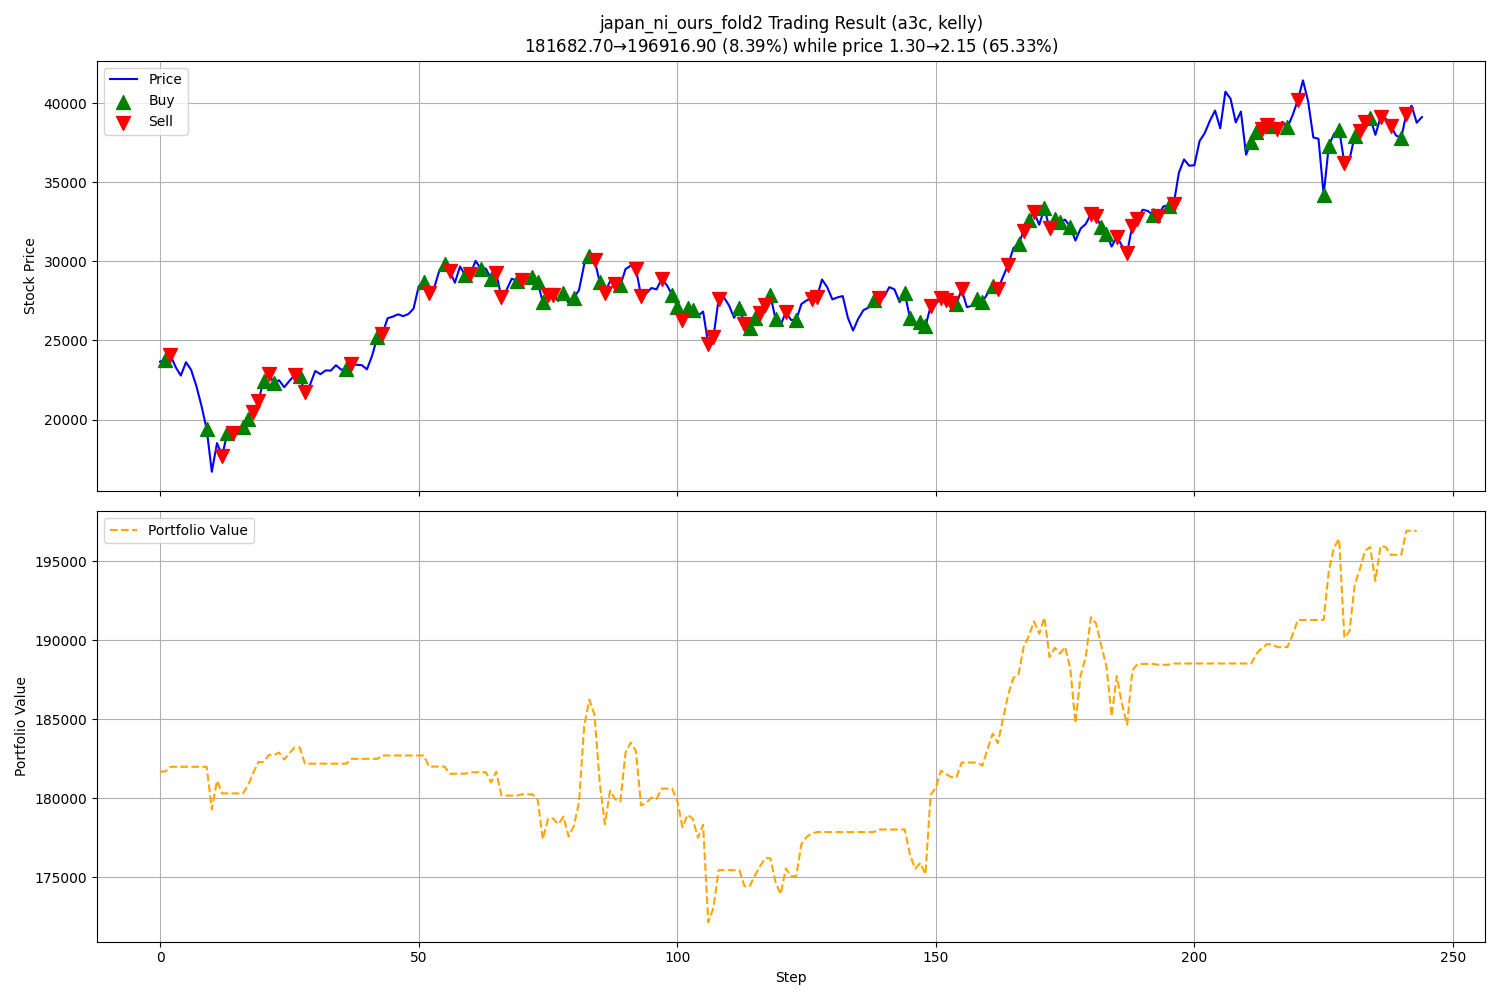 japan_ni_ours_fold2 Trading Result (a3c, kelly)
181682.70→196916.90 (8.39%) while price 1.30→2.15 (65.33%)
Price
Buy
Sell
Stock Price
40000
35000
30000
25000
20000
Portfolio Value
Portfolio Value
195000
190000
185000
180000
175000
0
50
100
150
200
250
Step